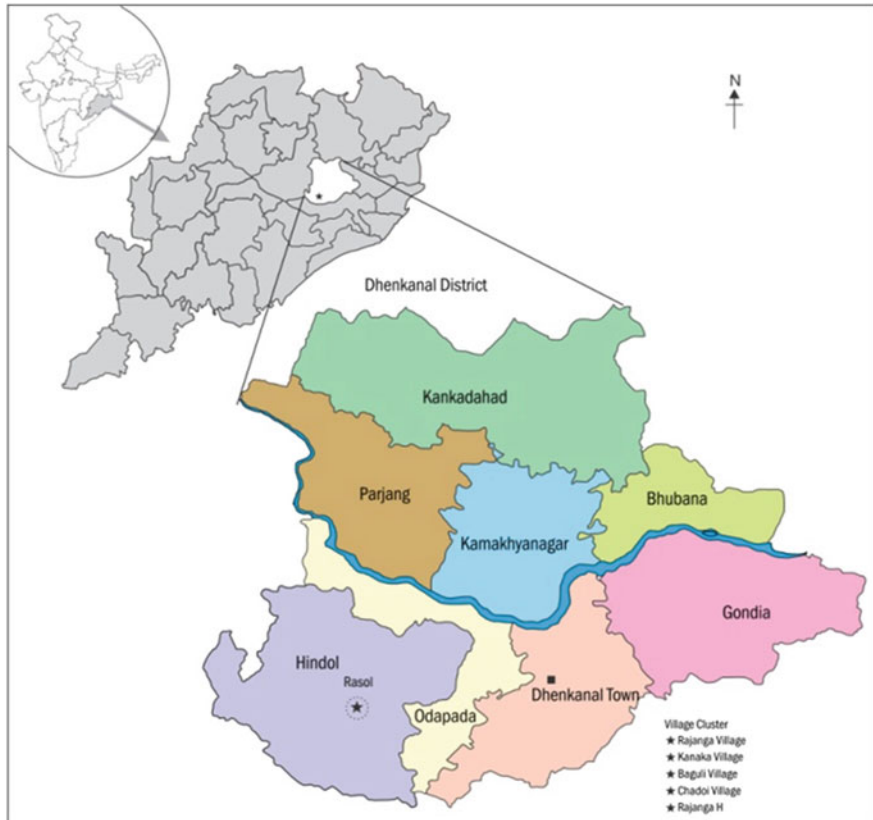 N
Dhenkanal District
Kankadahad
Parjang
Bhubana
Kamakhyanagar
Gondia
Hindol
Rasol
Dhenkanal Town
Odapada
Village Cluster
★ Rajanga Village
★ Kanaka Village
★ Baguli Village
★ Chadoi Village
★ Rajanga H